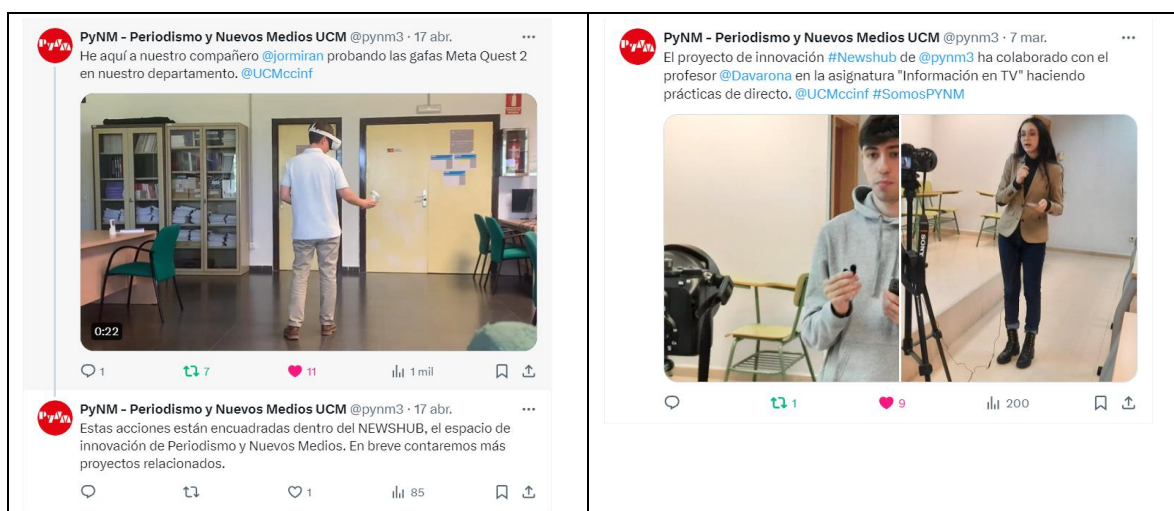 PyNM
PyNM - Periodismo y Nuevos Medios UCM @pynm3 · 17 abr.
He aquí a nuestro compañero @jormiran probando las gafas Meta Quest 2
en nuestro departamento. @UCMccinf
0:22
1 7 11 1 mil
PyNM
PyNM - Periodismo y Nuevos Medios UCM @pynm3 · 17 abr.
Estas acciones están encuadradas dentro del NEWSHUB, el espacio de
innovación de Periodismo y Nuevos Medios. En breve contaremos más
proyectos relacionados.
1 85
PyNM
PyNM - Periodismo y Nuevos Medios UCM @pynm3 · 7 mar.
El proyecto de innovación #Newshub de @pynm3 ha colaborado con el
profesor @Davarona en la asignatura "Información en TV" haciendo
prácticas de directo. @UCMccinf #SomosPYNM
SONY
1 9 200